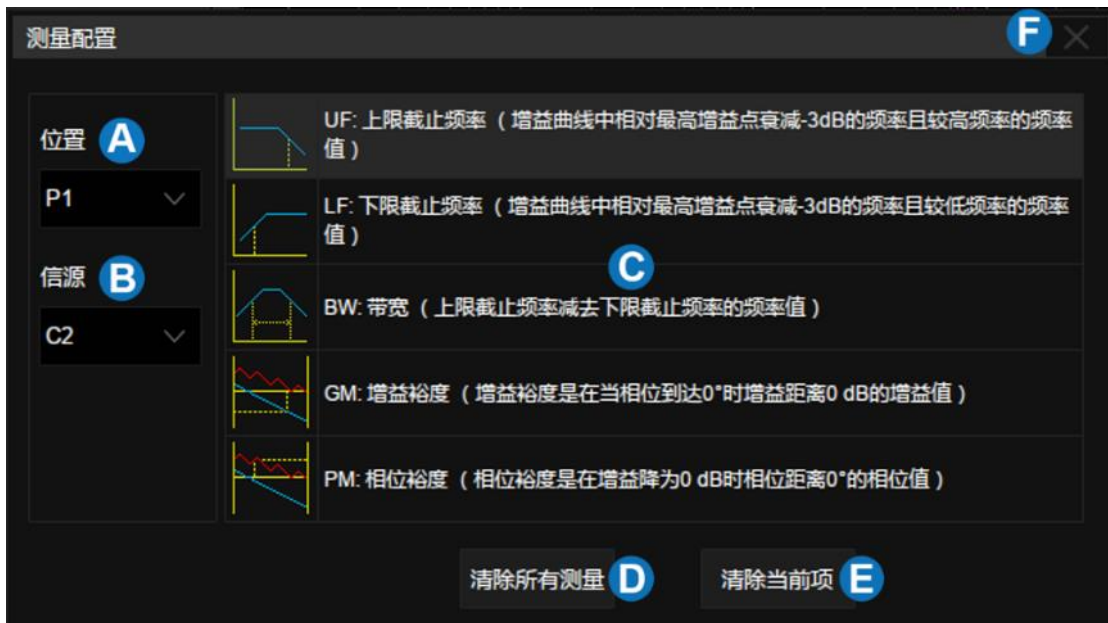 测量配置 F
位置 A
P1
信源 B
C2
UF: 上限截止频率（增益曲线中相对最高增益点衰减-3dB的频率且较高频率的频率
值）
LF: 下限截止频率（增益曲线中相对最高增益点衰减-3dB的频率且较低频率的频率
值）
C
BW: 带宽（上限截止频率减去下限截止频率的频率值）
GM: 增益裕度（增益裕度是在当相位到达0°时增益距离0 dB的增益值）
PM: 相位裕度（相位裕度是在增益降为0 dB时相位距离0°的相位值）
清除所有测量 D 清除当前项 E